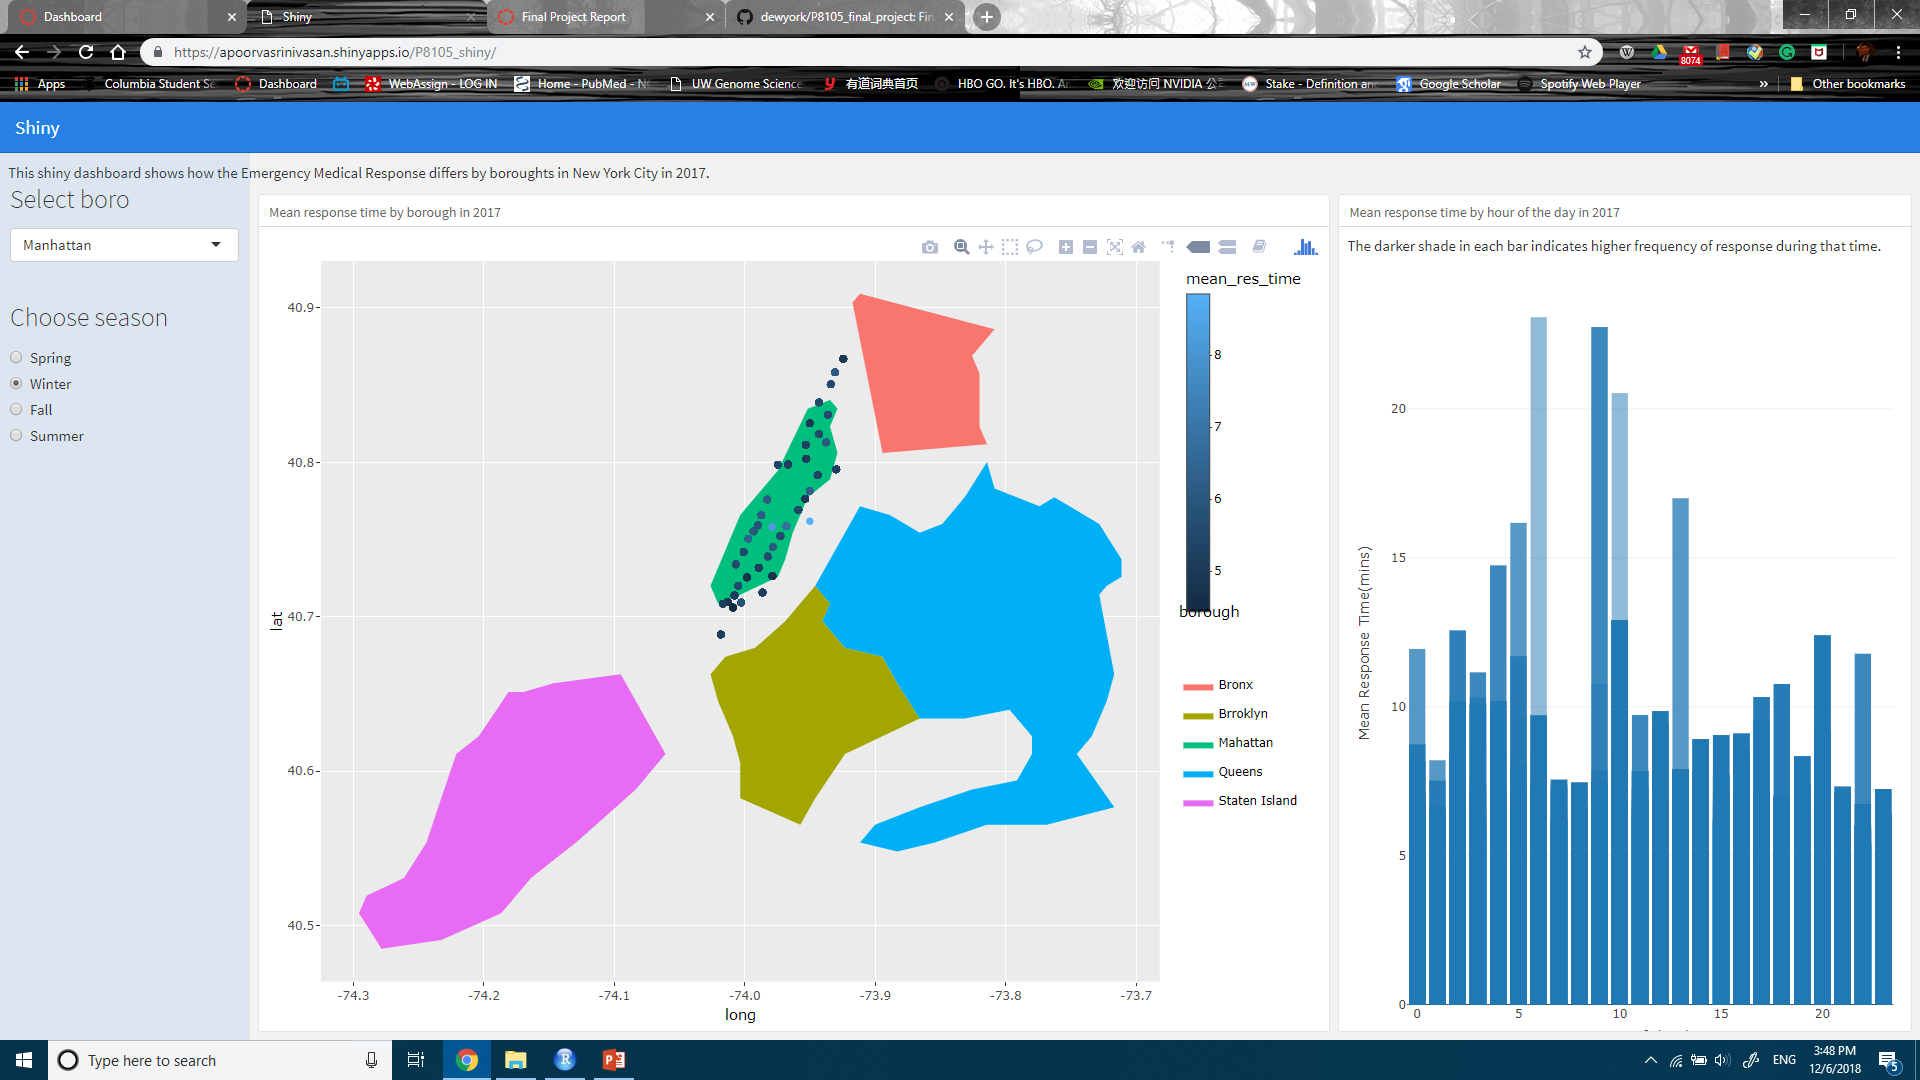 Dashboard
Shiny
Final Project Report
dewyork/P8105_final_project: Fin
https://apoorvasrinivasan.shinyapps.io/P8105_shiny/
8074
Apps
Columbia Student Se
Dashboard
WebAssign - LOG IN
Home - PubMed - N
UW Genome Science
有道词典首页
HBO GO. It's HBO. A
欢迎访问 NVIDIA 公
Stake - Definition an
Google Scholar
Spotify Web Player
»
Other bookmarks
Shiny
This shiny dashboard shows how the Emergency Medical Response differs by boroughts in New York City in 2017.
Select boro
Manhattan
Choose season
Spring
Winter
Fall
Summer
Mean response time by borough in 2017
mean_res_time
8
7
6
5
borough
Bronx
Brroklyn
Mahattan
Queens
Staten Island
40.9
40.8
40.7
40.6
40.5
lat
-74.3
-74.2
-74.1
-74.0
-73.9
-73.8
-73.7
long
Mean response time by hour of the day in 2017
The darker shade in each bar indicates higher frequency of response during that time.
20
15
10
5
0
Mean Response Time(mins)
0
5
10
15
20
Type here to search
ENG
3:48 PM
12/6/2018
5